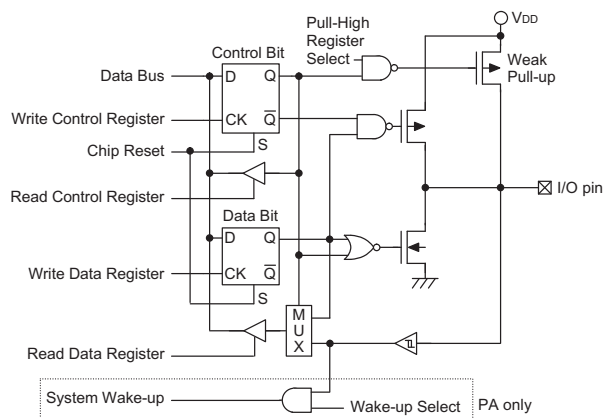 VDD
Pull-High
Register
Select
Control Bit
Weak
Pull-up
Data Bus
D
Q
Write Control Register
CK
Q̅
Chip Reset
S
I/O pin
Read Control Register
Data Bit
D
Q
Write Data Register
CK
Q̅
S
M
U
X
Read Data Register
System Wake-up
Wake-up Select
PA only